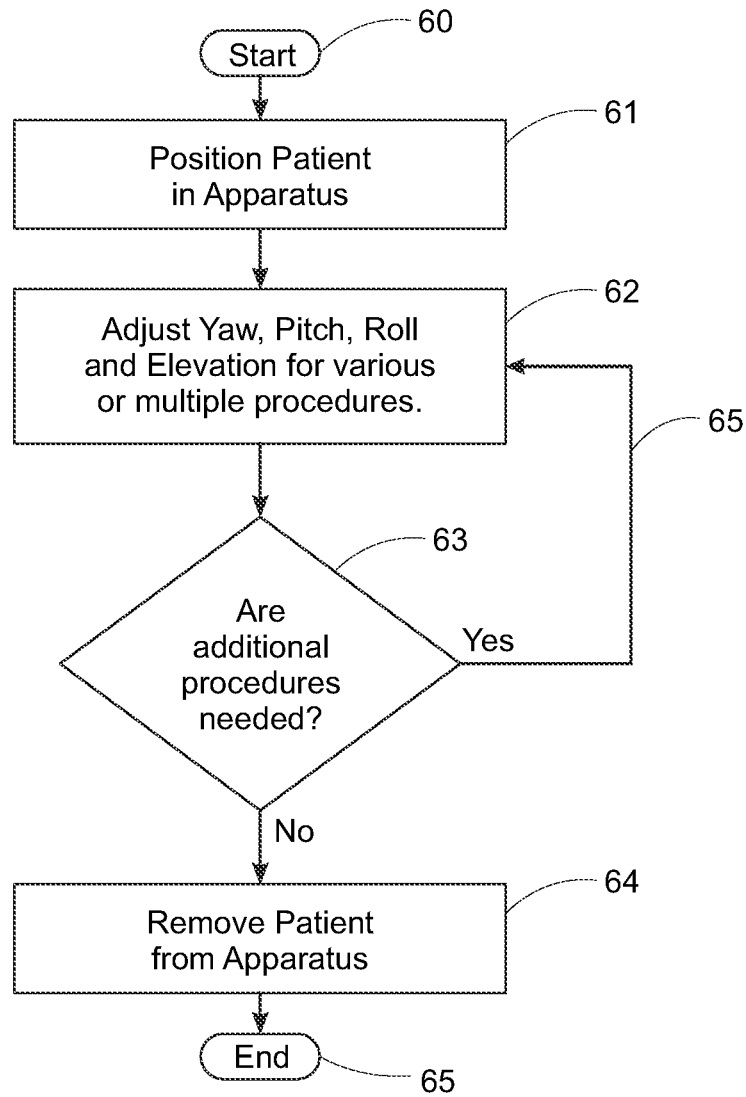 60
Start
61
Position Patient
in Apparatus
62
Adjust Yaw, Pitch, Roll
and Elevation for various
or multiple procedures.
65
63
Are
additional
procedures
needed?
Yes
No
64
Remove Patient
from Apparatus
End
65